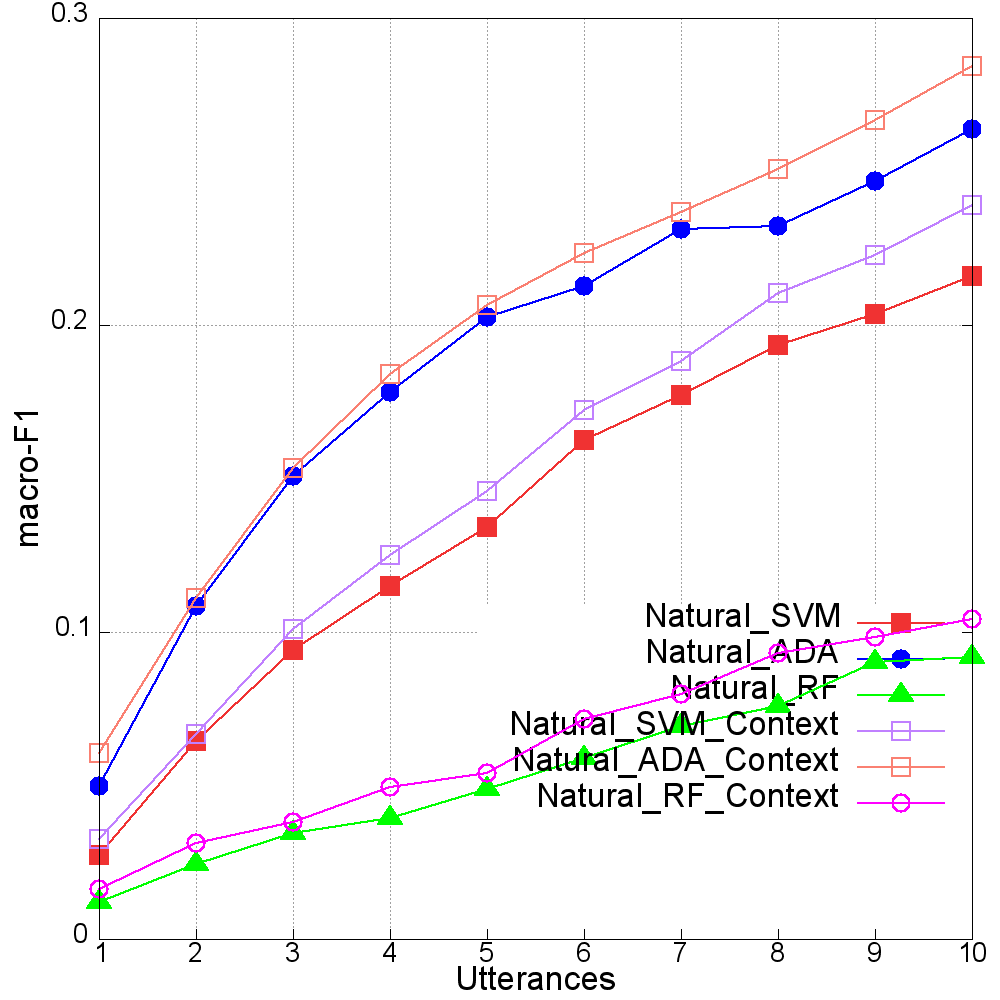 0.3
0.2
0.1
0
macro-F1
Natural_SVM
Natural_ADA
Natural_RF
Natural_SVM_Context
Natural_ADA_Context
Natural_RF_Context
1 2 3 4 5 6 7 8 9 10
Utterances